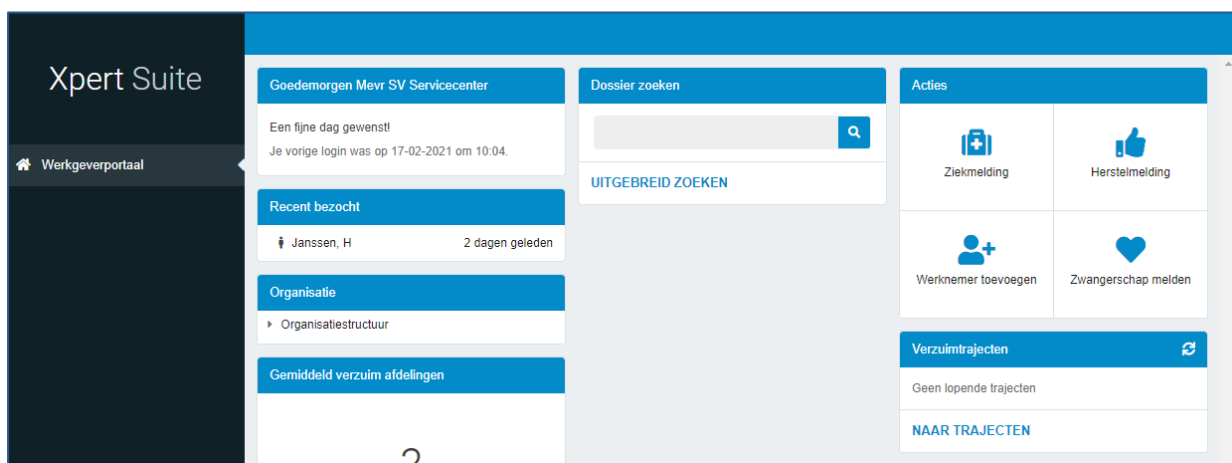 Xpert Suite
Werkgeverportaal
Goedemorgen Mevr SV Servicecenter
Een fijne dag gewenst!
Je vorige login was op 17-02-2021 om 10:04.
Recent bezocht
Janssen, H 2 dagen geleden
Organisatie
Organisatiestructuur
Gemiddeld verzuim afdelingen
Dossier zoeken
UITGEBREID ZOEKEN
Acties
Ziekmelding
Herstelmelding
Werknemer toevoegen
Zwangerschap melden
Verzuimtrajecten
Geen lopende trajecten
NAAR TRAJECTEN